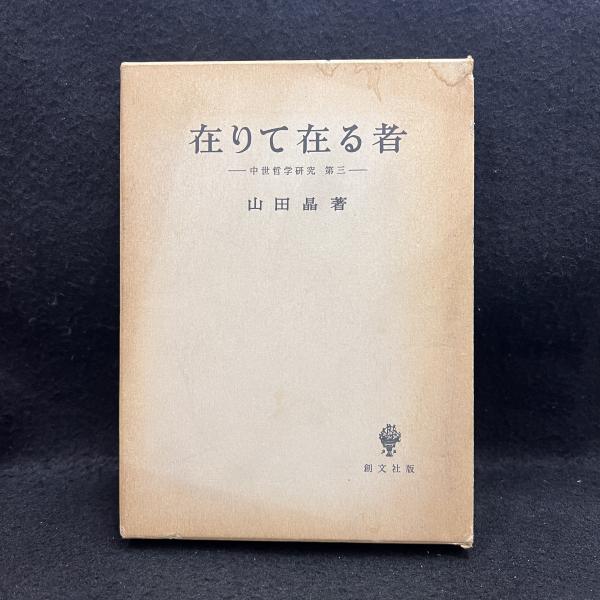 在りて在る者
―中世哲学研究 第三―
山田晶著
創文社版